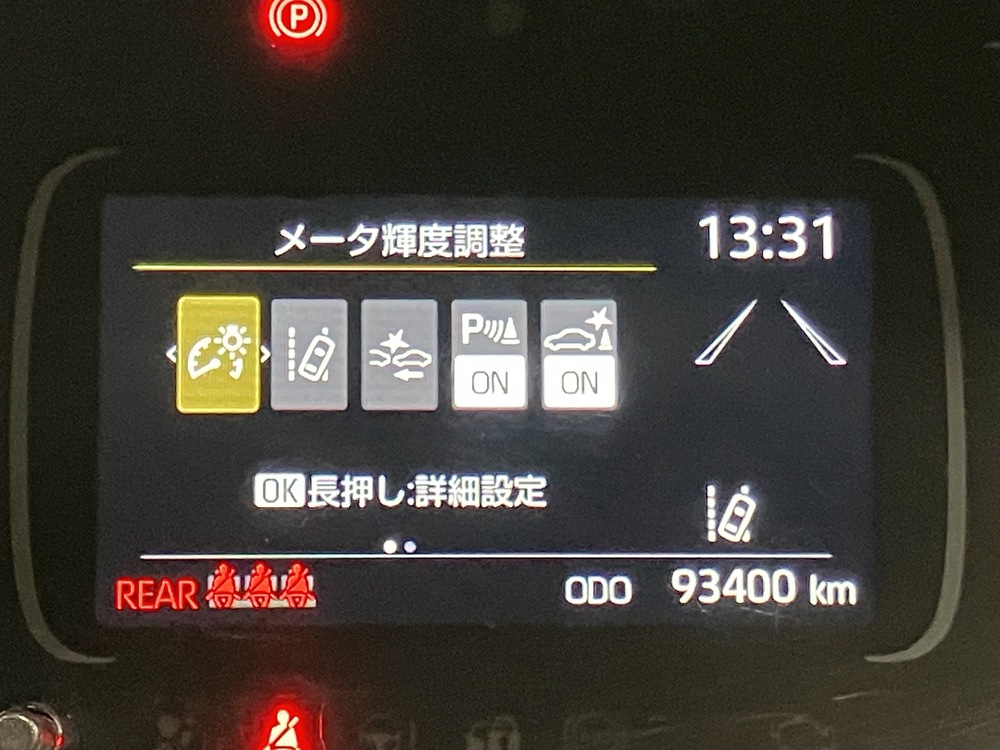 P
メータ輝度調整
13:31
P
ON
ON
OK長押し:詳細設定
REAR
ODO 93400 km